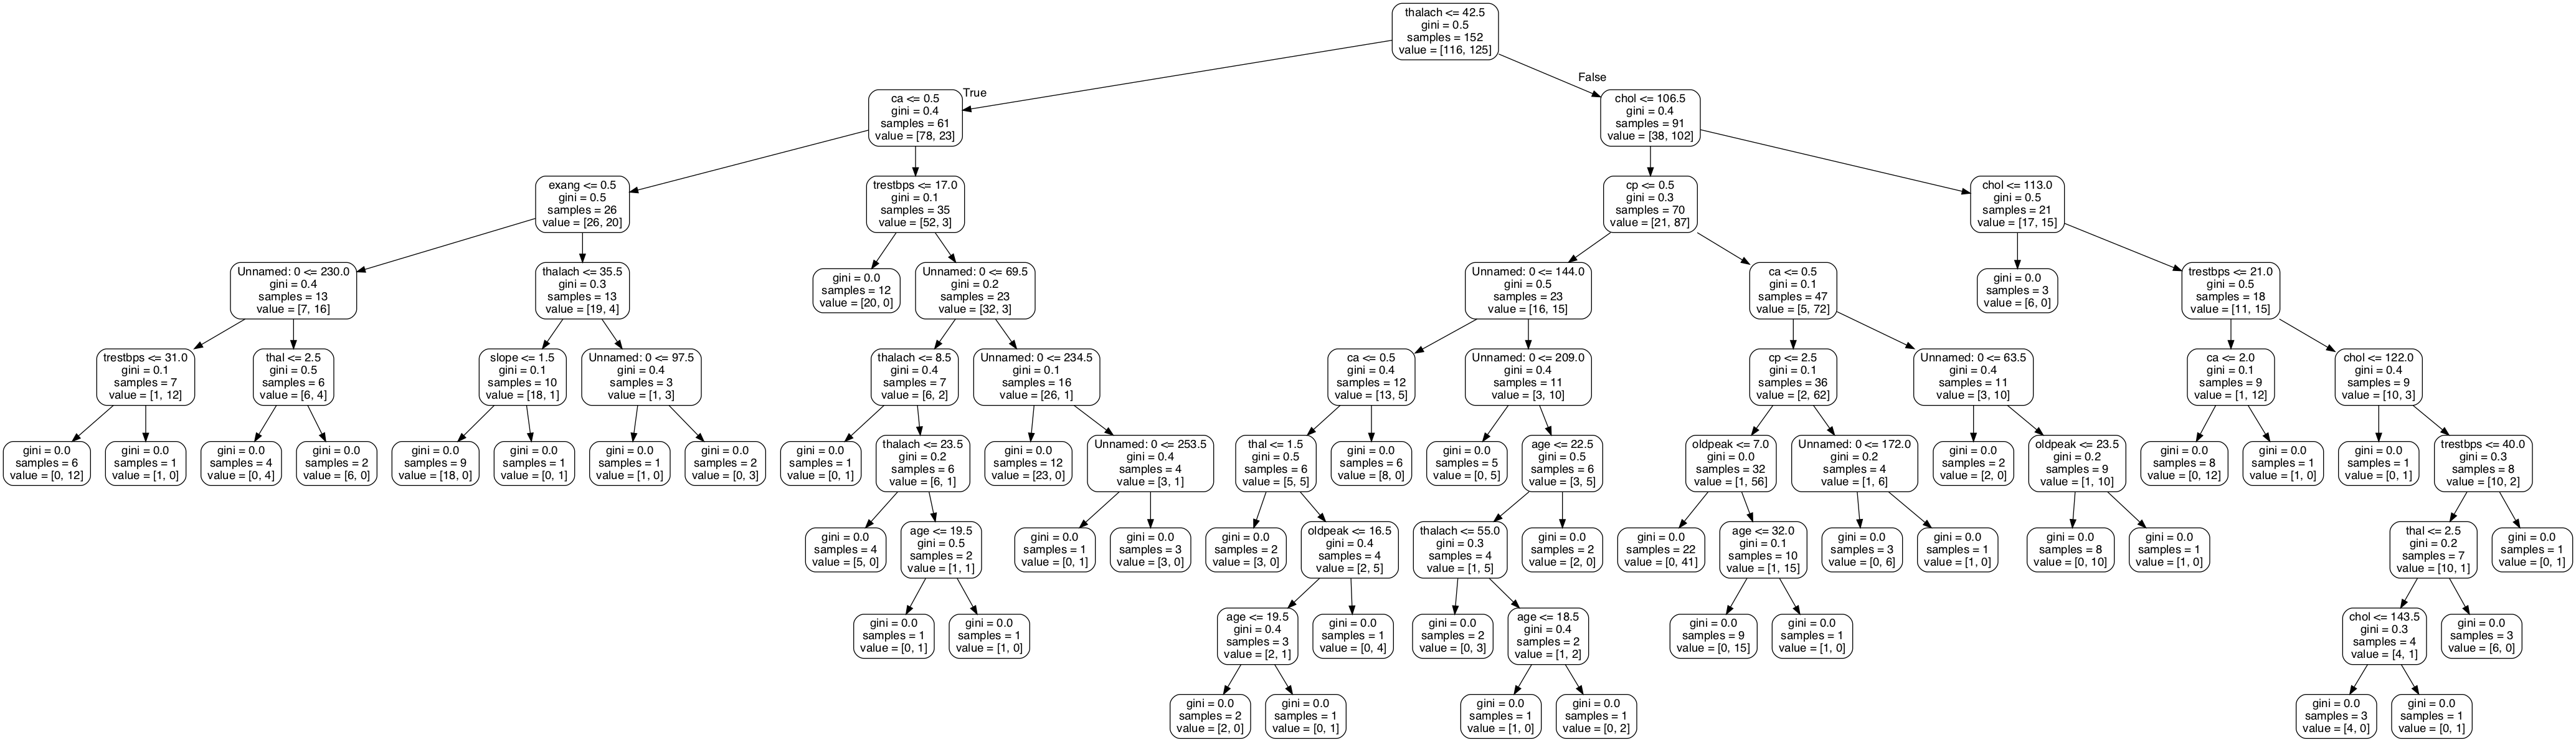 thalach <= 42.5
gini = 0.5
samples = 152
value = [116, 125]
True
False
ca <= 0.5
gini = 0.4
samples = 61
value = [78, 23]
chol <= 106.5
gini = 0.4
samples = 91
value = [38, 102]
exang <= 0.5
gini = 0.5
samples = 26
value = [26, 20]
trestbps <= 17.0
gini = 0.1
samples = 35
value = [52, 3]
cp <= 0.5
gini = 0.3
samples = 70
value = [21, 87]
chol <= 113.0
gini = 0.5
samples = 21
value = [17, 15]
Unnamed: 0 <= 230.0
gini = 0.4
samples = 13
value = [7, 16]
thalach <= 35.5
gini = 0.3
samples = 13
value = [19, 4]
gini = 0.0
samples = 12
value = [20, 0]
Unnamed: 0 <= 69.5
gini = 0.2
samples = 23
value = [32, 3]
Unnamed: 0 <= 144.0
gini = 0.5
samples = 23
value = [16, 15]
ca <= 0.5
gini = 0.1
samples = 47
value = [5, 72]
gini = 0.0
samples = 3
value = [6, 0]
trestbps <= 21.0
gini = 0.5
samples = 18
value = [11, 15]
trestbps <= 31.0
gini = 0.1
samples = 7
value = [1, 12]
thal <= 2.5
gini = 0.5
samples = 6
value = [6, 4]
slope <= 1.5
gini = 0.1
samples = 10
value = [18, 1]
Unnamed: 0 <= 97.5
gini = 0.4
samples = 3
value = [1, 3]
thalach <= 8.5
gini = 0.4
samples = 7
value = [6, 2]
Unnamed: 0 <= 234.5
gini = 0.1
samples = 16
value = [26, 1]
ca <= 0.5
gini = 0.4
samples = 12
value = [13, 5]
Unnamed: 0 <= 209.0
gini = 0.4
samples = 11
value = [3, 10]
cp <= 2.5
gini = 0.1
samples = 36
value = [2, 62]
Unnamed: 0 <= 63.5
gini = 0.4
samples = 11
value = [3, 10]
ca <= 2.0
gini = 0.1
samples = 9
value = [1, 12]
chol <= 122.0
gini = 0.4
samples = 9
value = [10, 3]
gini = 0.0
samples = 6
value = [0, 12]
gini = 0.0
samples = 1
value = [1, 0]
gini = 0.0
samples = 4
value = [0, 4]
gini = 0.0
samples = 2
value = [6, 0]
gini = 0.0
samples = 9
value = [18, 0]
gini = 0.0
samples = 1
value = [0, 1]
gini = 0.0
samples = 1
value = [1, 0]
gini = 0.0
samples = 2
value = [0, 3]
gini = 0.0
samples = 1
value = [0, 1]
thalach <= 23.5
gini = 0.2
samples = 6
value = [6, 1]
gini = 0.0
samples = 12
value = [23, 0]
Unnamed: 0 <= 253.5
gini = 0.4
samples = 4
value = [3, 1]
thal <= 1.5
gini = 0.5
samples = 6
value = [5, 5]
gini = 0.0
samples = 6
value = [8, 0]
gini = 0.0
samples = 5
value = [0, 5]
age <= 22.5
gini = 0.5
samples = 6
value = [3, 5]
oldpeak <= 7.0
gini = 0.0
samples = 32
value = [1, 56]
Unnamed: 0 <= 172.0
gini = 0.2
samples = 4
value = [1, 6]
gini = 0.0
samples = 2
value = [2, 0]
oldpeak <= 23.5
gini = 0.2
samples = 9
value = [1, 10]
gini = 0.0
samples = 8
value = [0, 12]
gini = 0.0
samples = 1
value = [1, 0]
gini = 0.0
samples = 1
value = [0, 1]
trestbps <= 40.0
gini = 0.3
samples = 8
value = [10, 2]
gini = 0.0
samples = 4
value = [5, 0]
age <= 19.5
gini = 0.5
samples = 2
value = [1, 1]
gini = 0.0
samples = 1
value = [0, 1]
gini = 0.0
samples = 3
value = [3, 0]
gini = 0.0
samples = 2
value = [3, 0]
oldpeak <= 16.5
gini = 0.4
samples = 4
value = [2, 5]
thalach <= 55.0
gini = 0.3
samples = 4
value = [1, 5]
gini = 0.0
samples = 2
value = [2, 0]
gini = 0.0
samples = 22
value = [0, 41]
age <= 32.0
gini = 0.1
samples = 10
value = [1, 15]
gini = 0.0
samples = 3
value = [0, 6]
gini = 0.0
samples = 1
value = [1, 0]
gini = 0.0
samples = 8
value = [0, 10]
gini = 0.0
samples = 1
value = [1, 0]
thal <= 2.5
gini = 0.2
samples = 7
value = [10, 1]
gini = 0.0
samples = 1
value = [0, 1]
gini = 0.0
samples = 1
value = [0, 1]
gini = 0.0
samples = 1
value = [1, 0]
age <= 19.5
gini = 0.4
samples = 3
value = [2, 1]
gini = 0.0
samples = 1
value = [0, 4]
gini = 0.0
samples = 2
value = [0, 3]
age <= 18.5
gini = 0.4
samples = 2
value = [1, 2]
gini = 0.0
samples = 9
value = [0, 15]
gini = 0.0
samples = 1
value = [1, 0]
chol <= 143.5
gini = 0.3
samples = 4
value = [4, 1]
gini = 0.0
samples = 3
value = [6, 0]
gini = 0.0
samples = 2
value = [2, 0]
gini = 0.0
samples = 1
value = [0, 1]
gini = 0.0
samples = 1
value = [1, 0]
gini = 0.0
samples = 1
value = [0, 2]
gini = 0.0
samples = 3
value = [4, 0]
gini = 0.0
samples = 1
value = [0, 1]